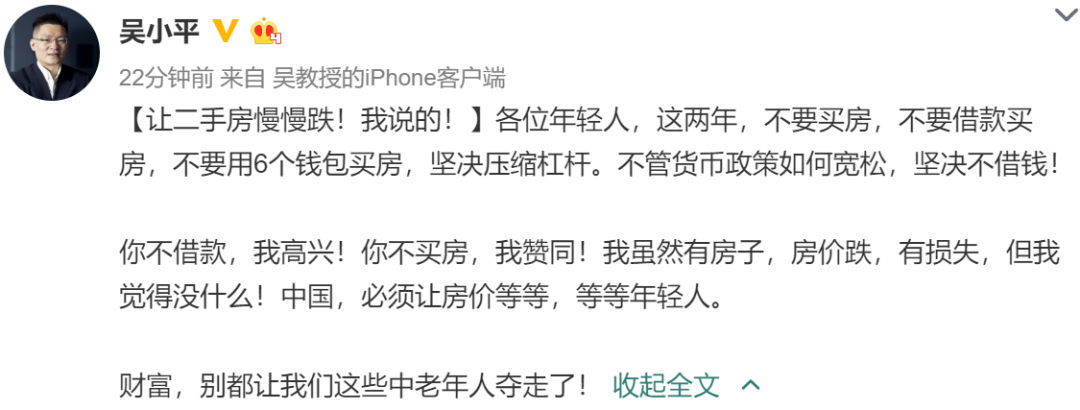 吴小平
4
22分钟前 来自 吴教授的iPhone客户端
【让二手房慢慢跌！我说的！】各位年轻人，这两年，不要买房，不要借款买
房，不要用6个钱包买房，坚决压缩杠杆。不管货币政策如何宽松，坚决不借钱！
你不借款，我高兴！你不买房，我赞同！我虽然有房子，房价跌，有损失，但我
觉得没什么！中国，必须让房价等等，等等年轻人。
财富，别都让我们这些中老年人夺走了！ 收起全文